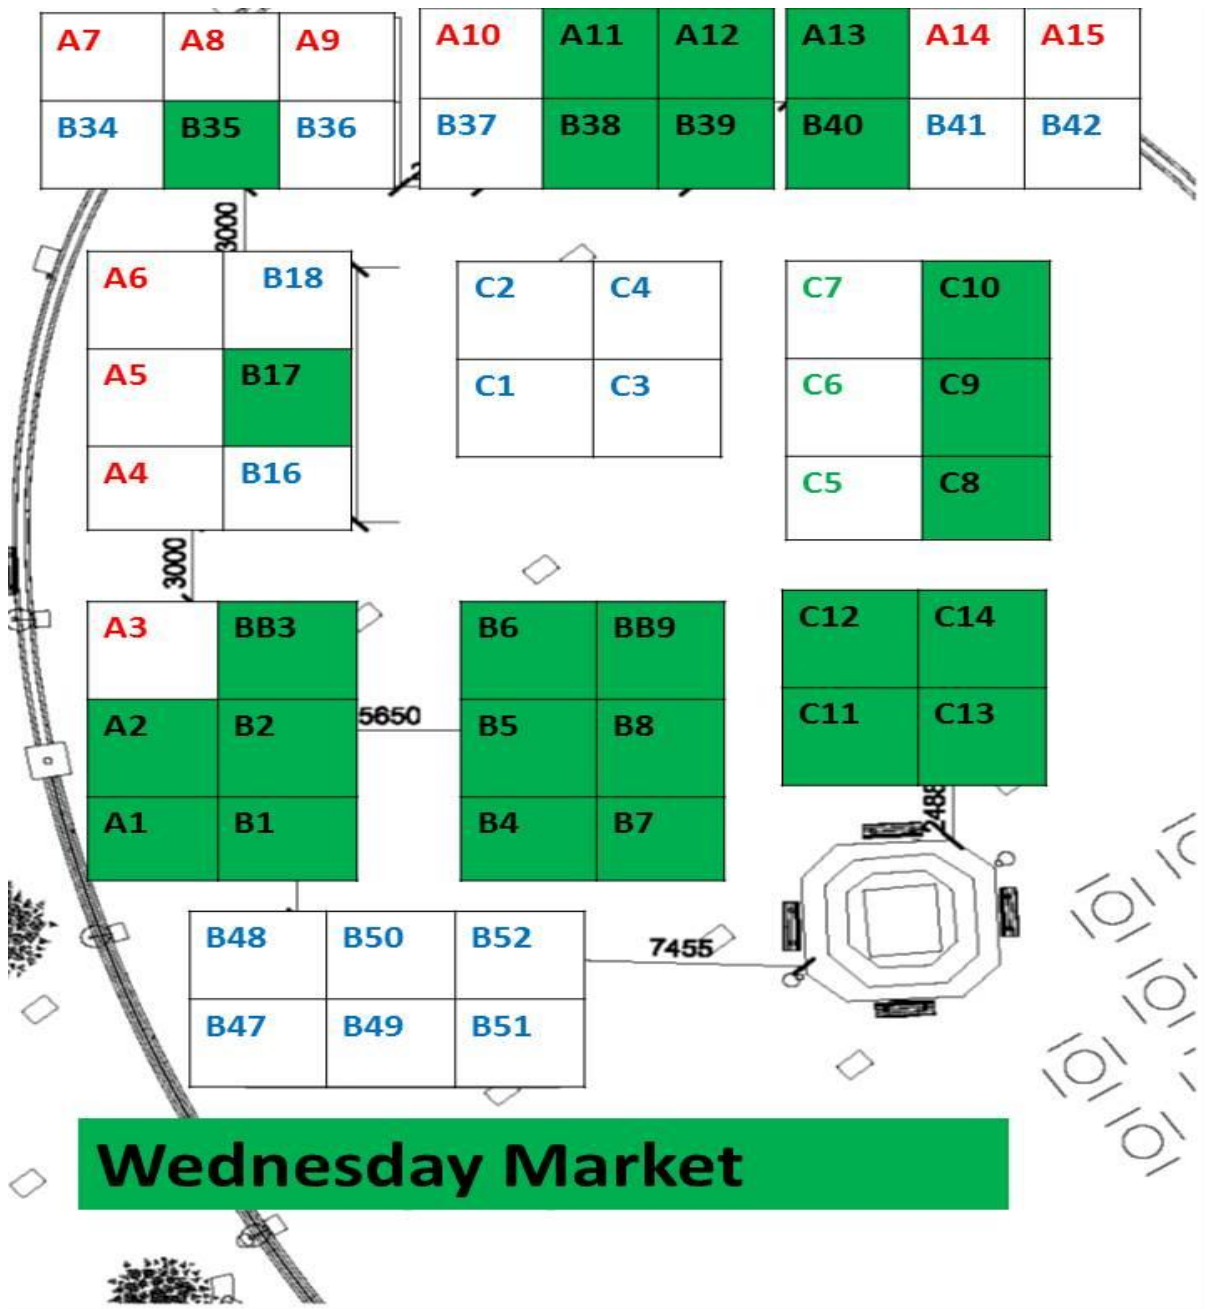 A7 A8 A9 A10 A11 A12 A13 A14 A15
B34 B35 B36 B37 B38 B39 B40 B41 B42
3000
A6 B18 C2 C4 C7 C10
A5 B17 C1 C3 C6 C9
A4 B16 C5 C8
3000
A3 BB3 B6 BB9 C12 C14
A2 B2 5650 B5 B8 C11 C13
A1 B1 B4 B7
B48 B50 B52 7455
B47 B49 B51
Wednesday Market